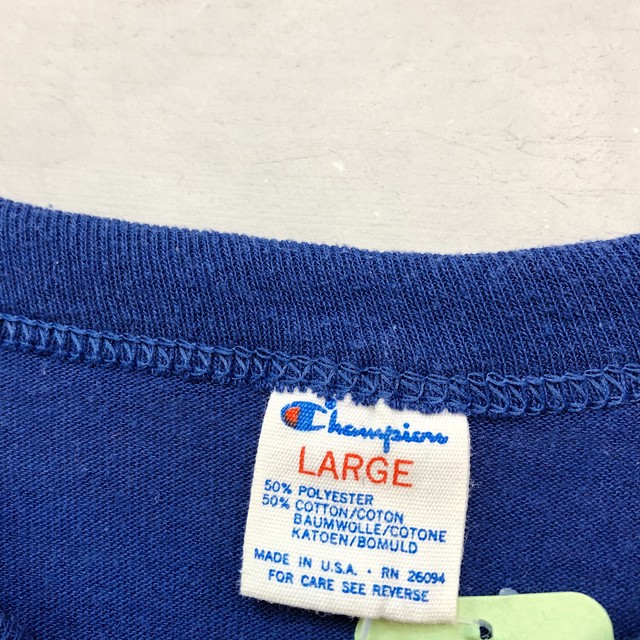 Champion
LARGE
50% POLYESTER
50% COTTON/COTON
BAUMWOLLE/COTONE
KATOEN/BOMULD
MADE IN U.S.A. • RN 26094
FOR CARE SEE REVERSE